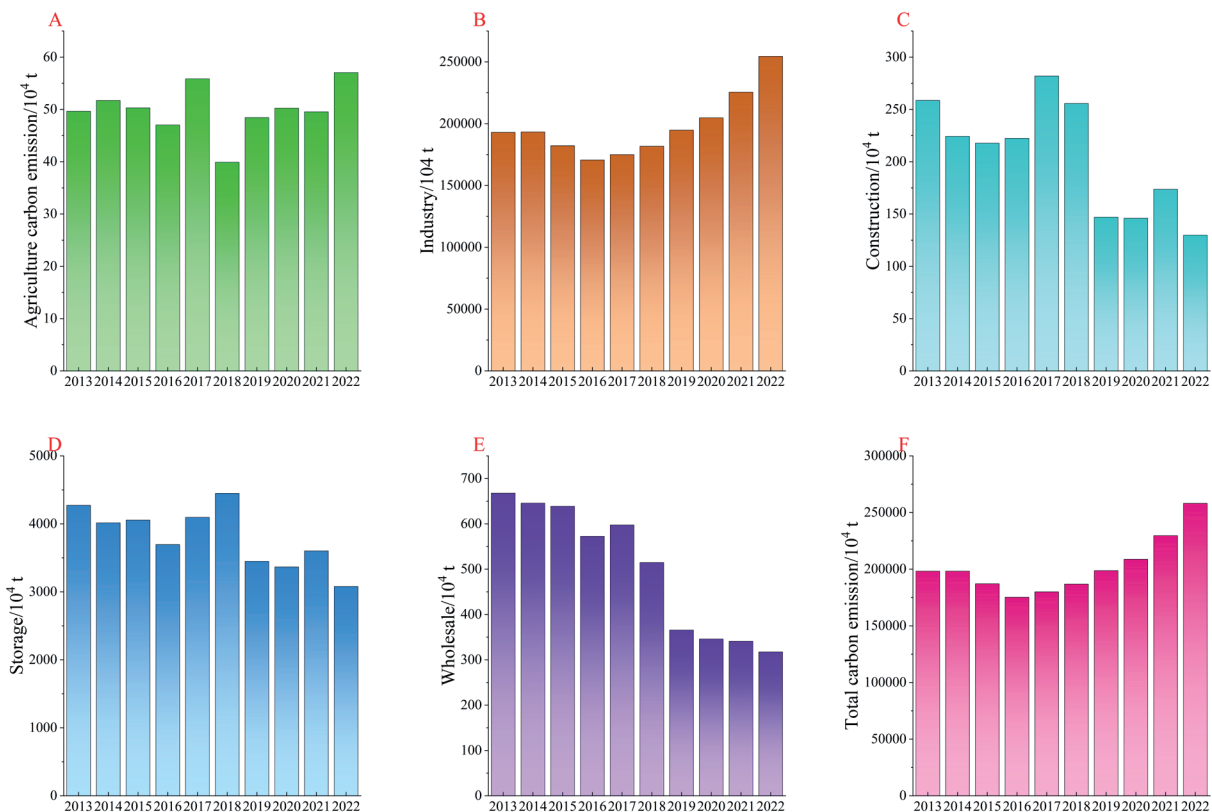 A
Agriculture carbon emission/10⁴ t
60
50
40
30
20
10
0
2013 2014 2015 2016 2017 2018 2019 2020 2021 2022
B
Industry/104 t
250000
200000
150000
100000
50000
0
2013 2014 2015 2016 2017 2018 2019 2020 2021 2022
C
Construction/10⁴ t
300
250
200
150
100
50
0
2013 2014 2015 2016 2017 2018 2019 2020 2021 2022
D
Storage/10⁴ t
5000
4000
3000
2000
1000
0
2013 2014 2015 2016 2017 2018 2019 2020 2021 2022
E
Wholesale/10⁴ t
700
600
500
400
300
200
100
0
2013 2014 2015 2016 2017 2018 2019 2020 2021 2022
F
Total carbon emission/10⁴ t
300000
250000
200000
150000
100000
50000
0
2013 2014 2015 2016 2017 2018 2019 2020 2021 2022